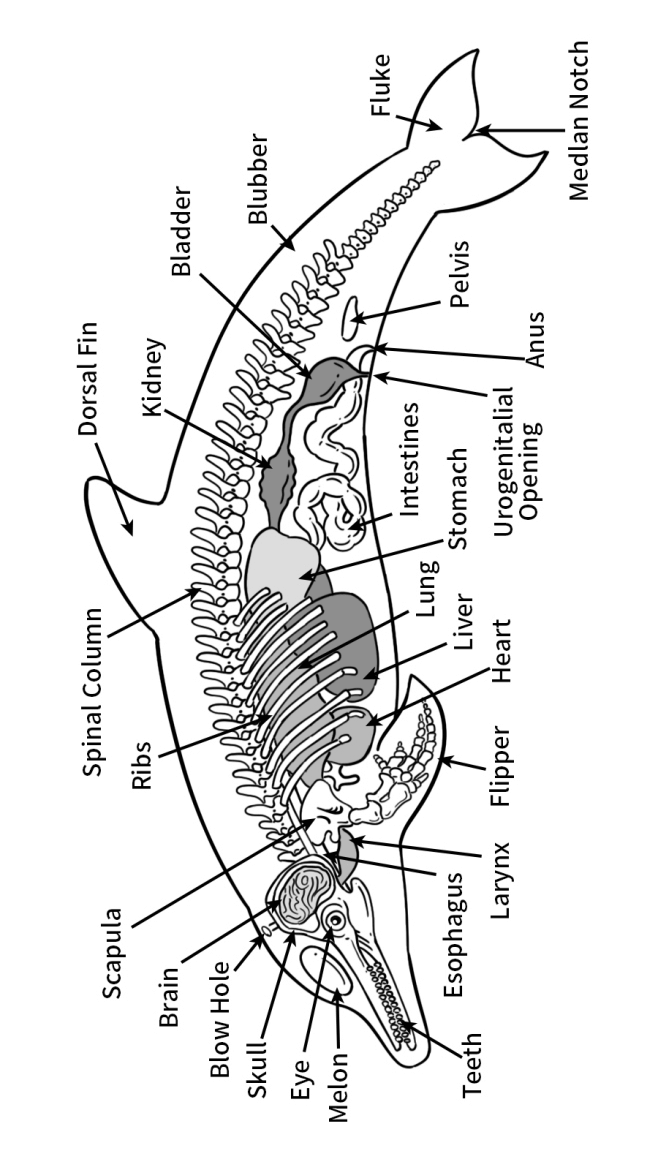 Dorsal Fin
Spinal Column
Ribs
Kidney
Bladder
Blubber
Fluke
Medlan Notch
Scapula
Brain
Blow Hole
Skull
Eye
Melon
Teeth
Esophagus
Larynx
Flipper
Heart
Liver
Lung
Stomach
Intestines
Urogenitalial
Opening
Anus
Pelvis